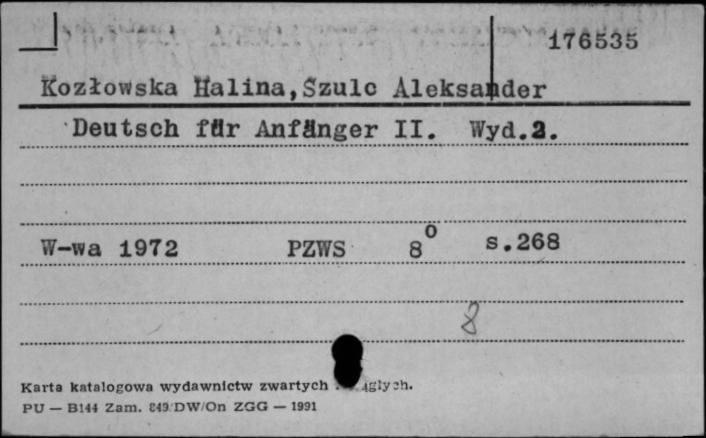 176535
Kozłowska Halina, Szulc Aleksander
Deutsch für Anfänger II. Wyd.2.
W-wa 1972 PZWS 8° s.268
8
Karta katalogowa wydawnictw zwartych
PU — B144 Zam. 849/DW/On ZGG — 1991